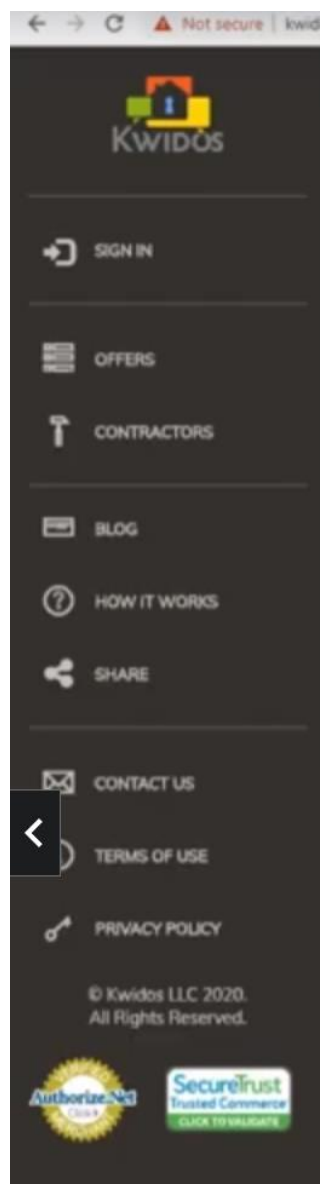 Not secure
kwid
KWIDOS
SIGN IN
OFFERS
CONTRACTORS
BLOG
HOW IT WORKS
SHARE
CONTACT US
TERMS OF USE
PRIVACY POLICY
© Kwidos LLC 2020.
All Rights Reserved.
Authorize.Net
Click
SecureTrust
Trusted Commerce
CLICK TO VALIDATE